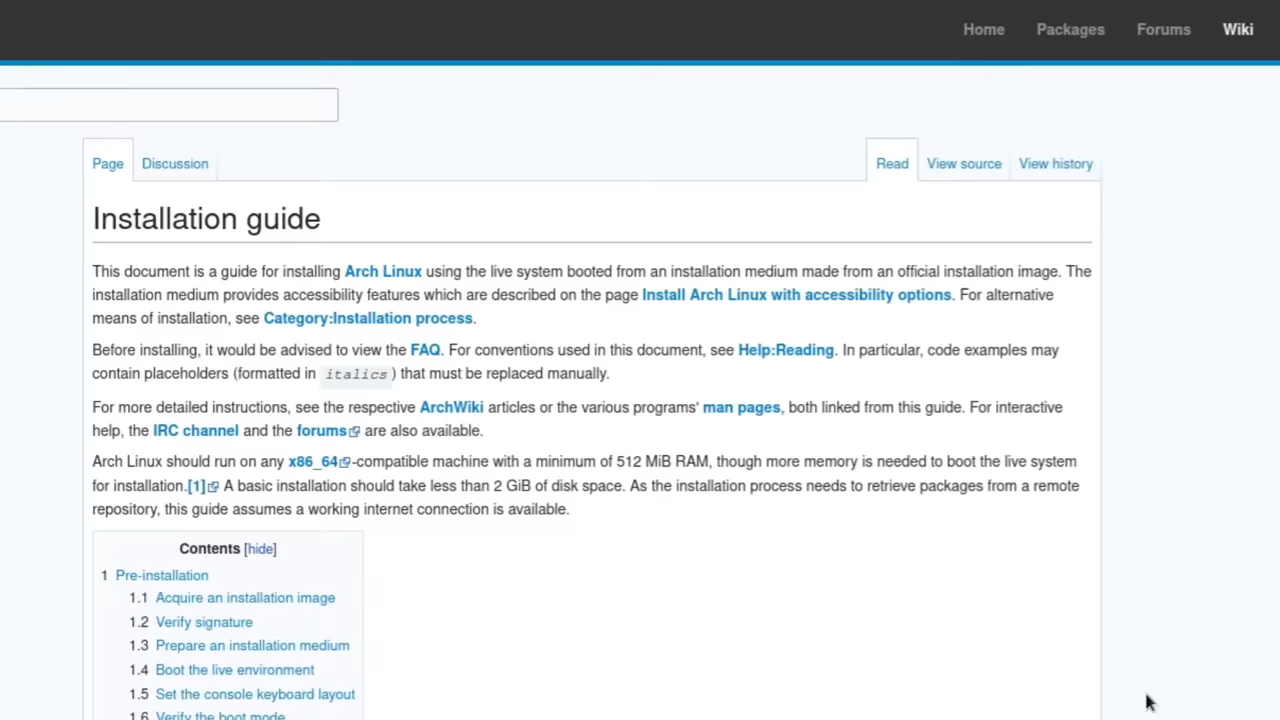 Home Packages Forums Wiki
Page Discussion Read View source View history
Installation guide
This document is a guide for installing Arch Linux using the live system booted from an installation medium made from an official installation image. The
installation medium provides accessibility features which are described on the page Install Arch Linux with accessibility options. For alternative
means of installation, see Category:Installation process.
Before installing, it would be advised to view the FAQ. For conventions used in this document, see Help:Reading. In particular, code examples may
contain placeholders (formatted in italics) that must be replaced manually.
For more detailed instructions, see the respective ArchWiki articles or the various programs' man pages, both linked from this guide. For interactive
help, the IRC channel and the forums are also available.
Arch Linux should run on any x86_64-compatible machine with a minimum of 512 MiB RAM, though more memory is needed to boot the live system
for installation.[1] A basic installation should take less than 2 GiB of disk space. As the installation process needs to retrieve packages from a remote
repository, this guide assumes a working internet connection is available.
Contents [hide]
1 Pre-installation
1.1 Acquire an installation image
1.2 Verify signature
1.3 Prepare an installation medium
1.4 Boot the live environment
1.5 Set the console keyboard layout
1.6 Verify the boot mode